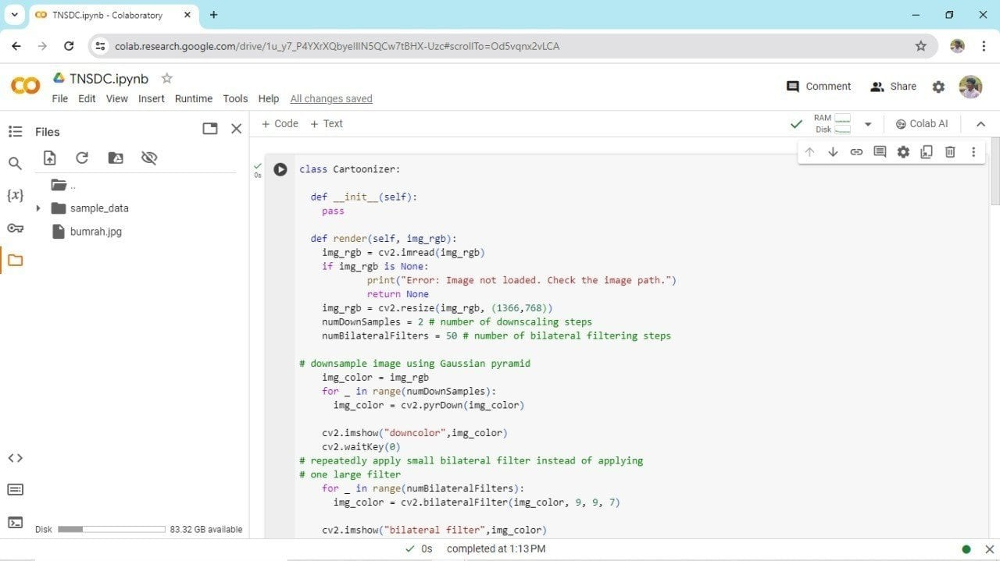 TNSDC.ipynb - Colaboratory
colab.research.google.com/drive/1u_y7_P4YXrXQbyeIIIN5QCw7tBHX-Uzc#scrollTo=Od5vqnx2vLCA
TNSDC.ipynb
File Edit View Insert Runtime Tools Help All changes saved
Comment Share
Files
+ Code + Text
RAM
Disk
Colab AI
..
sample_data
bumrah.jpg
{x}
0s
class Cartoonizer:
def __init__(self):
pass
def render(self, img_rgb):
img_rgb = cv2.imread(img_rgb)
if img_rgb is None:
print("Error: Image not loaded. Check the image path.")
return None
img_rgb = cv2.resize(img_rgb, (1366,768))
numDownSamples = 2 # number of downscaling steps
numBilateralFilters = 50 # number of bilateral filtering steps
# downsample image using Gaussian pyramid
img_color = img_rgb
for _ in range(numDownSamples):
img_color = cv2.pyrDown(img_color)
cv2.imshow("downcolor",img_color)
cv2.waitKey(0)
# repeatedly apply small bilateral filter instead of applying
# one large filter
for _ in range(numBilateralFilters):
img_color = cv2.bilateralFilter(img_color, 9, 9, 7)
cv2.imshow("bilateral filter",img_color)
Disk 83.32 GB available
0s completed at 1:13 PM